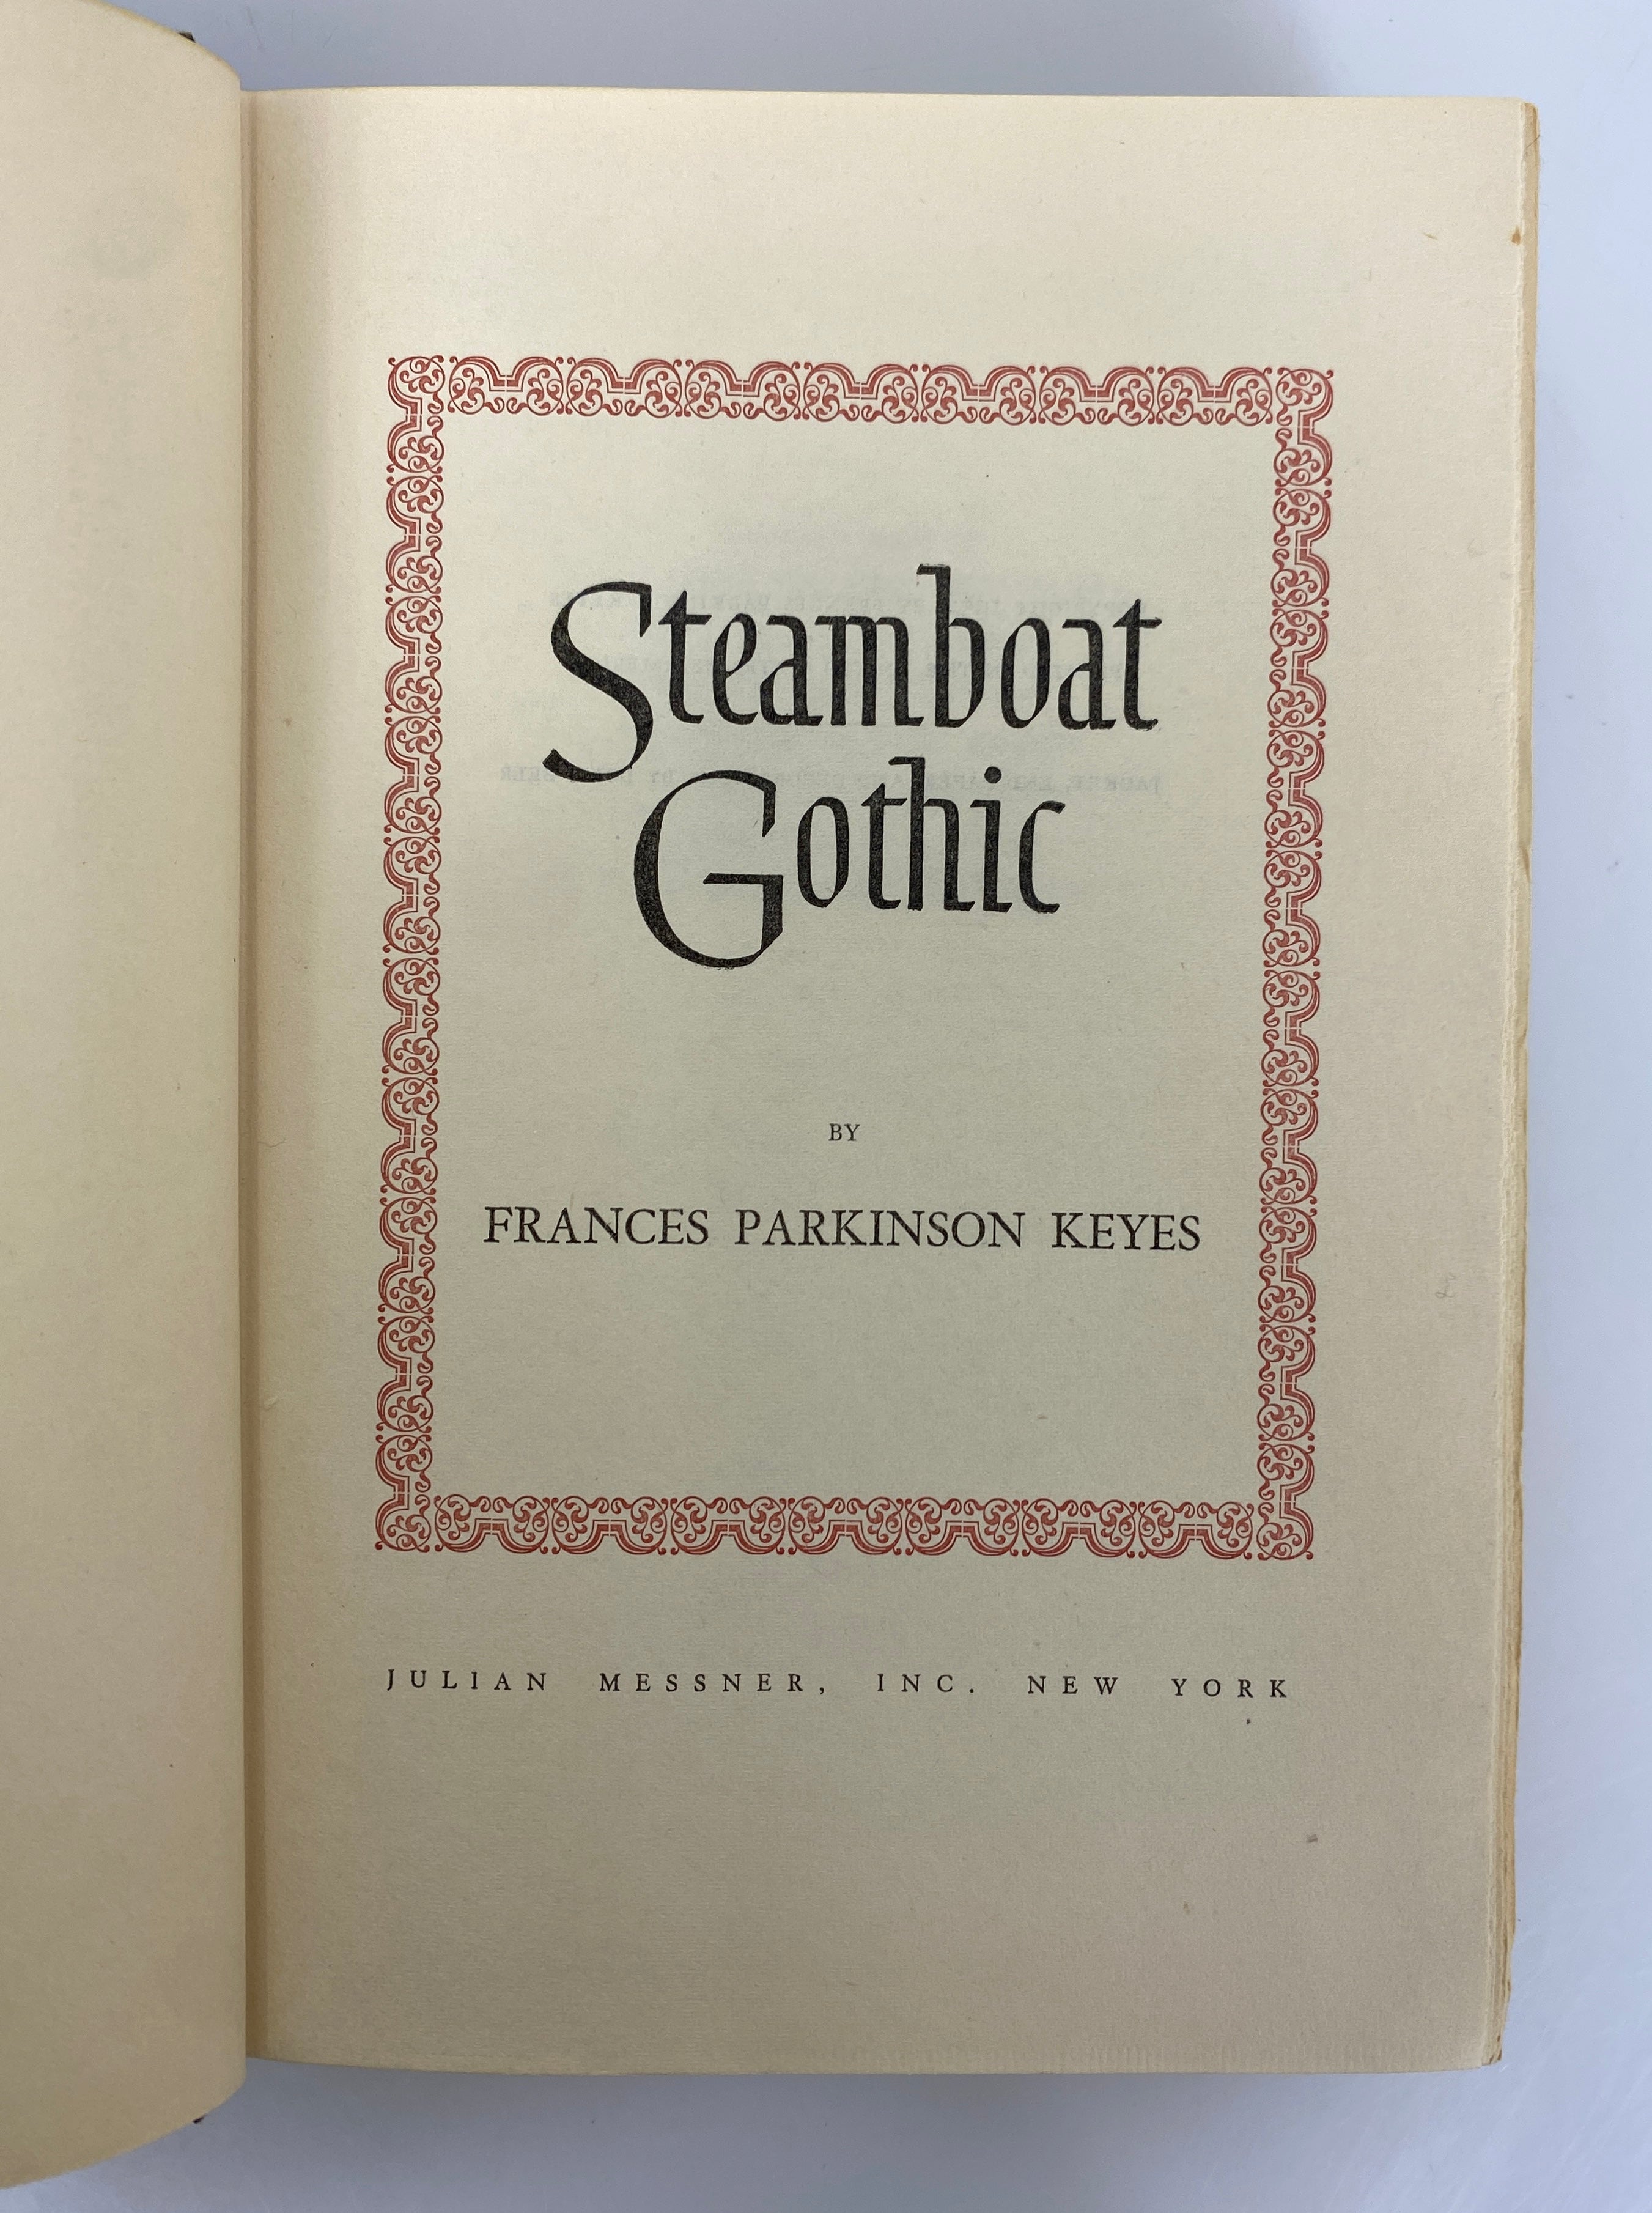 Steamboat
Gothic
BY
FRANCES PARKINSON KEYES
JULIAN MESSNER, INC. NEW YORK